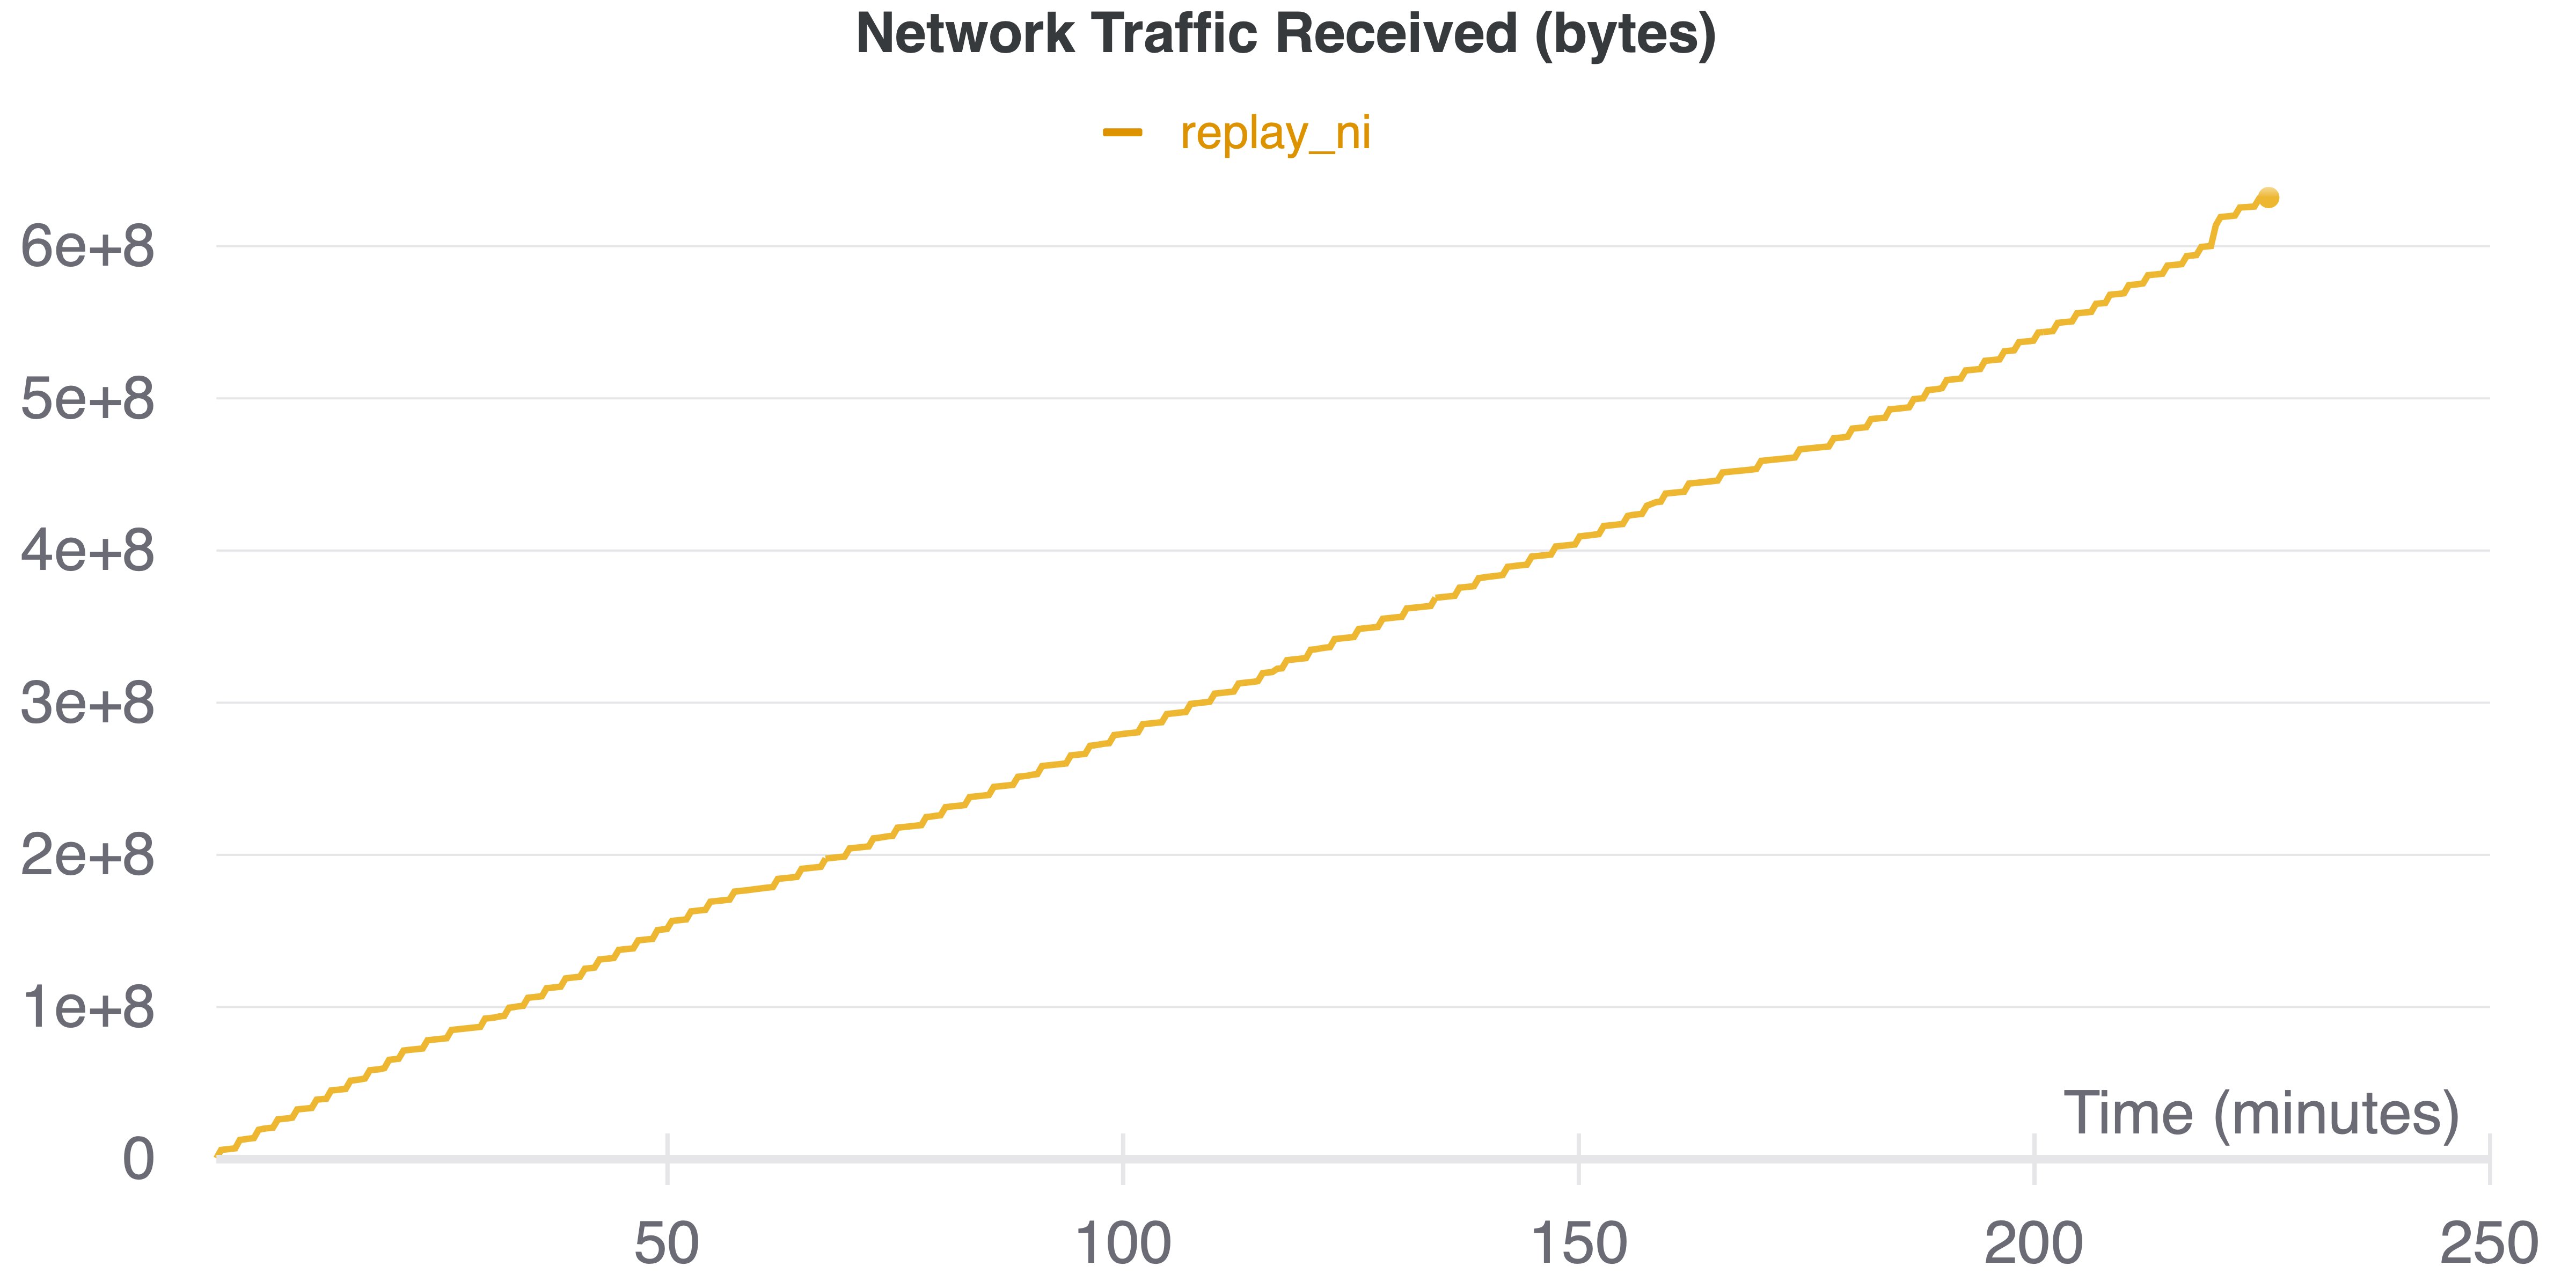 Network Traffic Received (bytes)
replay_ni
6e+8
5e+8
4e+8
3e+8
2e+8
1e+8
0
Time (minutes)
50 100 150 200 250